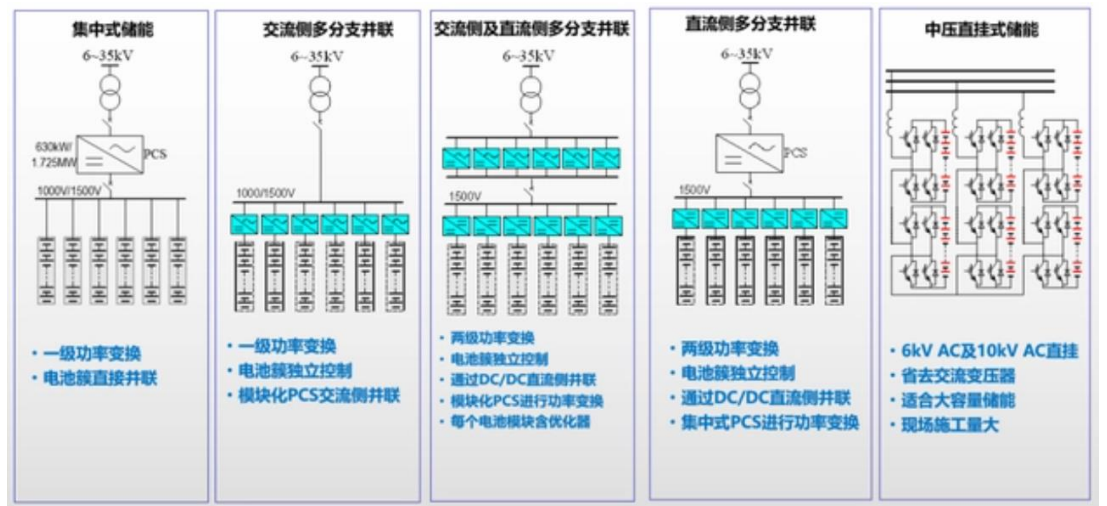 集中式储能
6~35kV
630kW/
1.725MW
PCS
1000V/1500V
・一级功率变换
・电池簇直接并联
交流侧多分支并联
6~35kV
1000/1500V
・一级功率变换
・电池簇独立控制
・模块化PCS交流侧并联
交流侧及直流侧多分支并联
6~35kV
1500V
・两级功率变换
・电池簇独立控制
・通过DC/DC直流侧并联
・模块化PCS进行功率变换
・每个电池模块含优化器
直流侧多分支并联
6~35kV
PCS
1500V
・两级功率变换
・电池簇独立控制
・通过DC/DC直流侧并联
・集中式PCS进行功率变换
中压直挂式储能
・6kV AC及10kV AC直挂
・省去交流变压器
・适合大容量储能
・现场施工量大